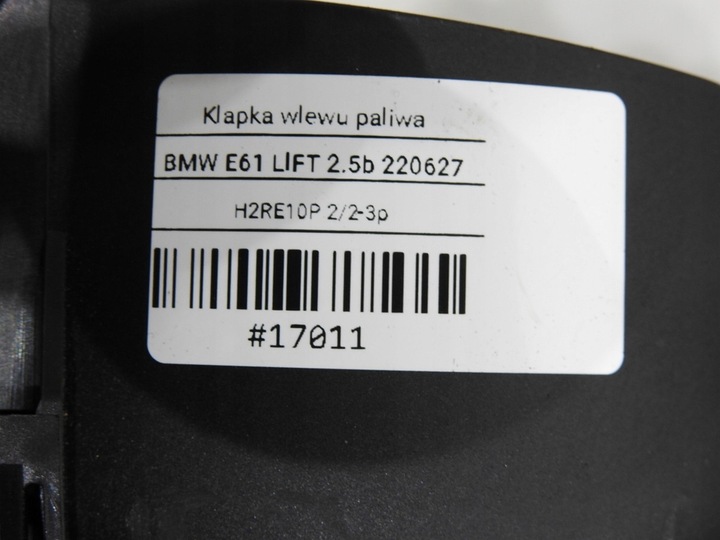 Klapka wlewu paliwa
BMW E61 LIFT 2.5b 220627
H2RE10P 2/2-3p
#17011